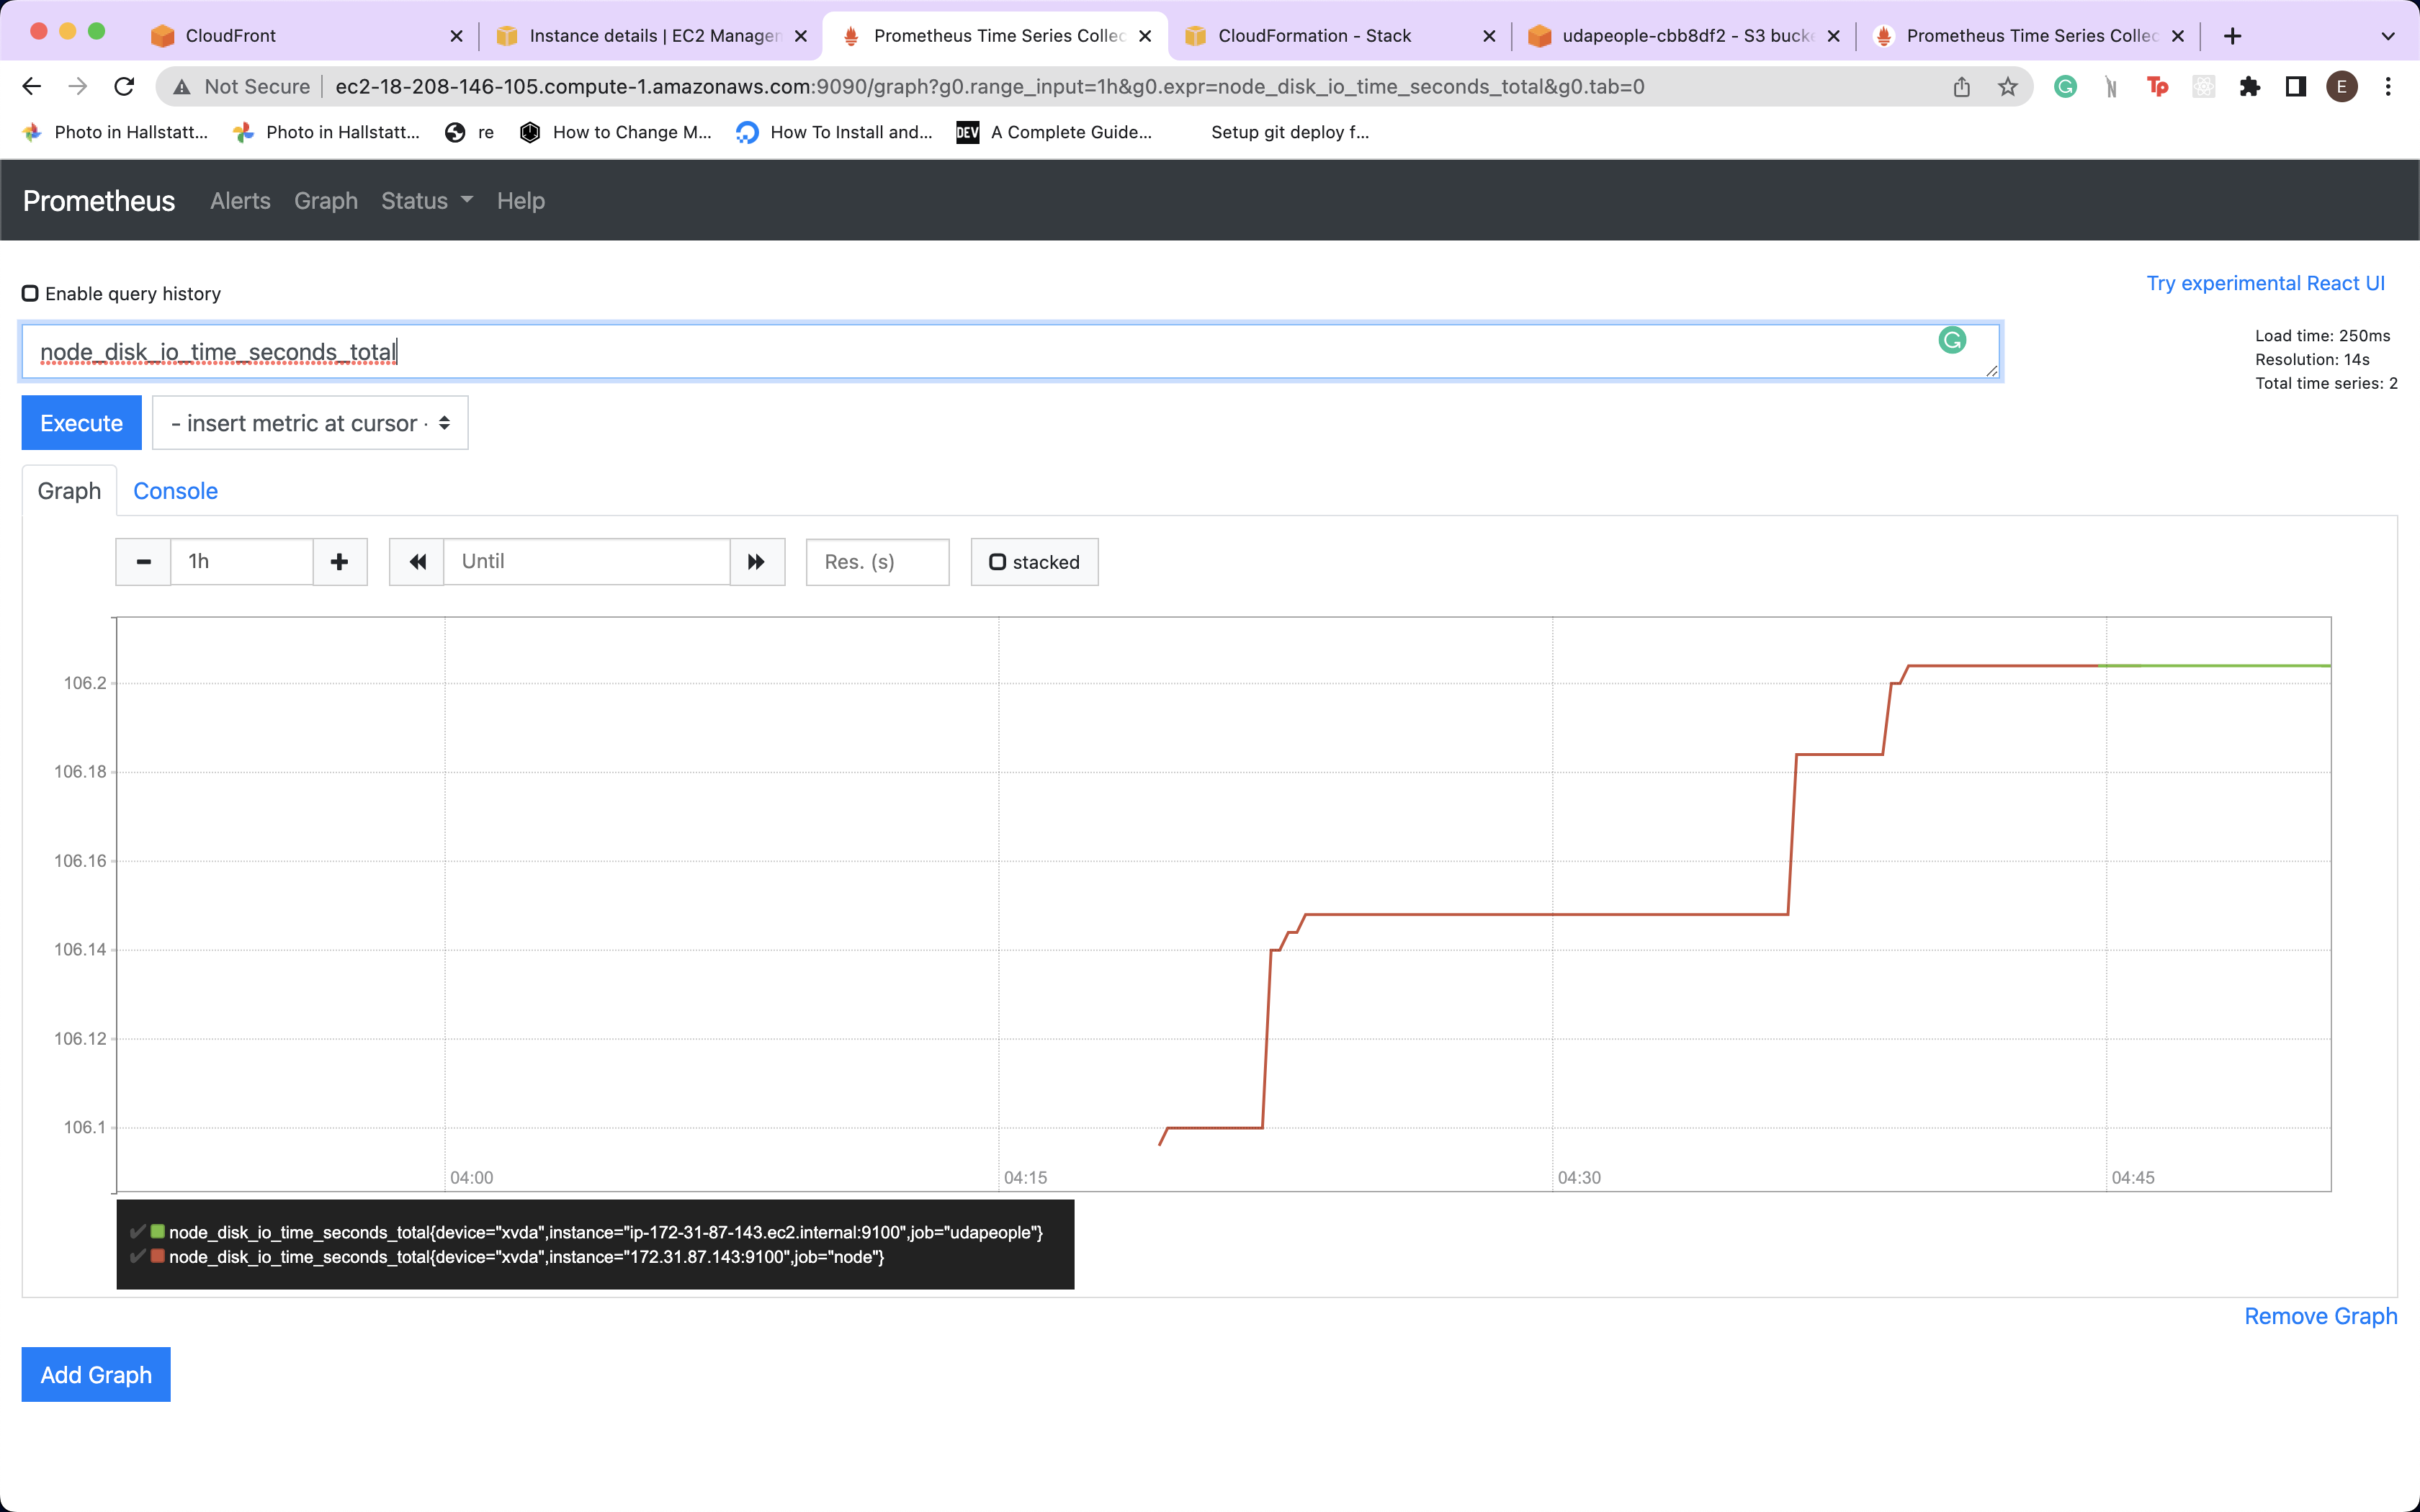 CloudFront
Instance details | EC2 Managen
Prometheus Time Series Collec
CloudFormation - Stack
udapeople-cbb8df2 - S3 bucke
Prometheus Time Series Collec
Not Secure
ec2-18-208-146-105.compute-1.amazonaws.com:9090/graph?g0.range_input=1h&g0.expr=node_disk_io_time_seconds_total&g0.tab=0
Tp
E
Photo in Hallstatt...
Photo in Hallstatt...
re
How to Change M...
How To Install and...
DEV
A Complete Guide...
Setup git deploy f...
Prometheus
Alerts
Graph
Status
Help
Enable query history
Try experimental React UI
node_disk_io_time_seconds_total
Load time: 250ms
Resolution: 14s
Total time series: 2
Execute
- insert metric at cursor -
Graph
Console
1h
Until
Res. (s)
stacked
106.2
106.18
106.16
106.14
106.12
106.1
04:00
04:15
04:30
04:45
node_disk_io_time_seconds_total{device="xvda",instance="ip-172-31-87-143.ec2.internal:9100",job="udapeople"}
node_disk_io_time_seconds_total{device="xvda",instance="172.31.87.143:9100",job="node"}
Remove Graph
Add Graph